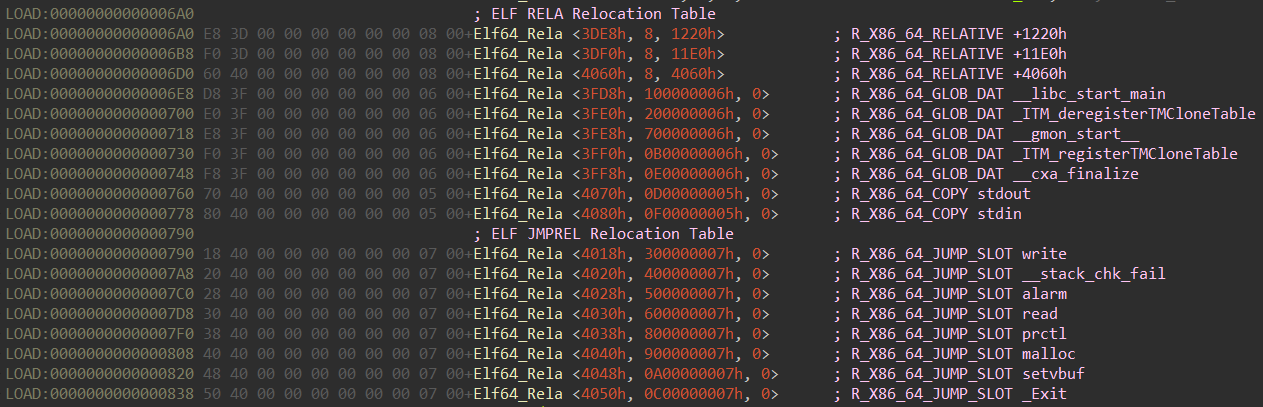 LOAD:00000000000006A0 ; ELF RELA Relocation Table
LOAD:00000000000006A0 E8 3D 00 00 00 00 00 00 08 00+Elf64_Rela <3DE8h, 8, 1220h> ; R_X86_64_RELATIVE +1220h
LOAD:00000000000006B8 F0 3D 00 00 00 00 00 00 08 00+Elf64_Rela <3DF0h, 8, 11E0h> ; R_X86_64_RELATIVE +11E0h
LOAD:00000000000006D0 60 40 00 00 00 00 00 00 08 00+Elf64_Rela <4060h, 8, 4060h> ; R_X86_64_RELATIVE +4060h
LOAD:00000000000006E8 D8 3F 00 00 00 00 00 00 06 00+Elf64_Rela <3FD8h, 100000006h, 0> ; R_X86_64_GLOB_DAT __libc_start_main
LOAD:0000000000000700 E0 3F 00 00 00 00 00 00 06 00+Elf64_Rela <3FE0h, 200000006h, 0> ; R_X86_64_GLOB_DAT _ITM_deregisterTMCloneTable
LOAD:0000000000000718 E8 3F 00 00 00 00 00 00 06 00+Elf64_Rela <3FE8h, 700000006h, 0> ; R_X86_64_GLOB_DAT __gmon_start__
LOAD:0000000000000730 F0 3F 00 00 00 00 00 00 06 00+Elf64_Rela <3FF0h, 0B00000006h, 0> ; R_X86_64_GLOB_DAT _ITM_registerTMCloneTable
LOAD:0000000000000748 F8 3F 00 00 00 00 00 00 06 00+Elf64_Rela <3FF8h, 0E00000006h, 0> ; R_X86_64_GLOB_DAT __cxa_finalize
LOAD:0000000000000760 70 40 00 00 00 00 00 00 05 00+Elf64_Rela <4070h, 0D00000005h, 0> ; R_X86_64_COPY stdout
LOAD:0000000000000778 80 40 00 00 00 00 00 00 05 00+Elf64_Rela <4080h, 0F00000005h, 0> ; R_X86_64_COPY stdin
LOAD:0000000000000790 ; ELF JMPREL Relocation Table
LOAD:0000000000000790 18 40 00 00 00 00 00 00 07 00+Elf64_Rela <4018h, 300000007h, 0> ; R_X86_64_JUMP_SLOT write
LOAD:00000000000007A8 20 40 00 00 00 00 00 00 07 00+Elf64_Rela <4020h, 400000007h, 0> ; R_X86_64_JUMP_SLOT __stack_chk_fail
LOAD:00000000000007C0 28 40 00 00 00 00 00 00 07 00+Elf64_Rela <4028h, 500000007h, 0> ; R_X86_64_JUMP_SLOT alarm
LOAD:00000000000007D8 30 40 00 00 00 00 00 00 07 00+Elf64_Rela <4030h, 600000007h, 0> ; R_X86_64_JUMP_SLOT read
LOAD:00000000000007F0 38 40 00 00 00 00 00 00 07 00+Elf64_Rela <4038h, 800000007h, 0> ; R_X86_64_JUMP_SLOT prctl
LOAD:0000000000000808 40 40 00 00 00 00 00 00 07 00+Elf64_Rela <4040h, 900000007h, 0> ; R_X86_64_JUMP_SLOT malloc
LOAD:0000000000000820 48 40 00 00 00 00 00 00 07 00+Elf64_Rela <4048h, 0A00000007h, 0> ; R_X86_64_JUMP_SLOT setvbuf
LOAD:0000000000000838 50 40 00 00 00 00 00 00 07 00+Elf64_Rela <4050h, 0C00000007h, 0> ; R_X86_64_JUMP_SLOT _Exit